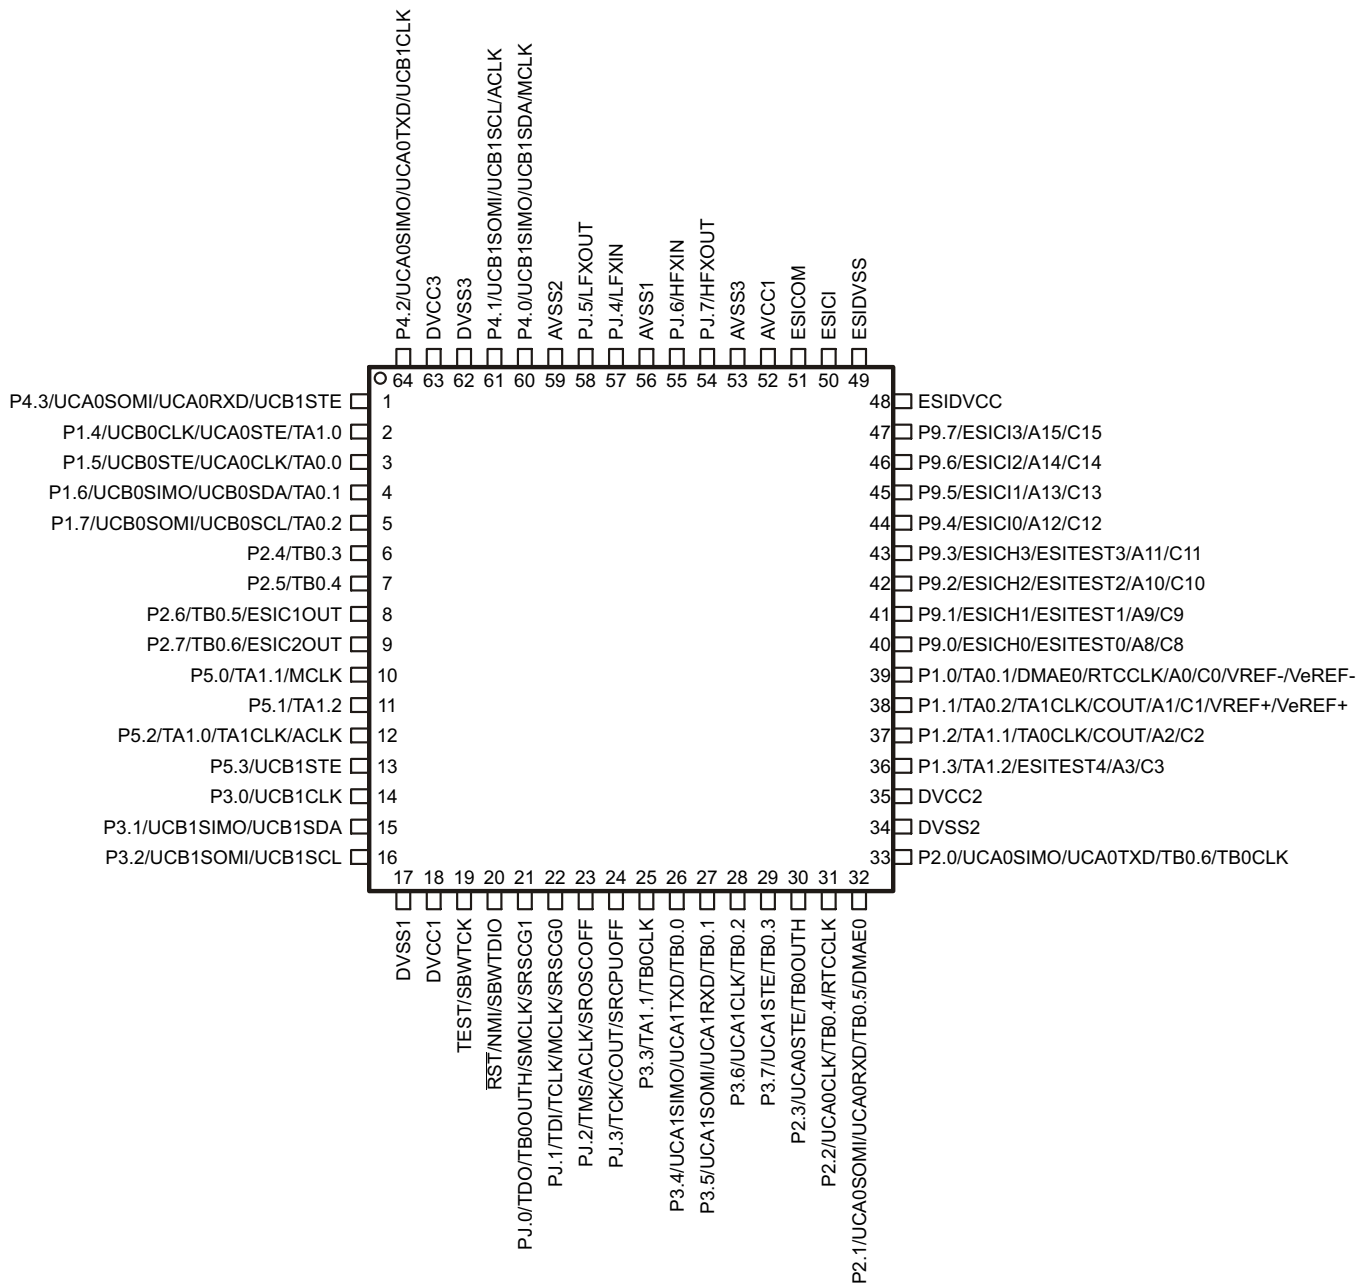 P4.2/UCA0SIMO/UCA0TXD/UCB1CLK
DVCC3
DVSS3
P4.1/UCB1SOMI/UCB1SCL/ACLK
P4.0/UCB1SIMO/UCB1SDA/MCLK
AVSS2
PJ.5/LFXOUT
PJ.4/LFXIN
AVSS1
PJ.6/HFXIN
PJ.7/HFXOUT
AVSS3
AVCC1
ESICOM
ESICI
ESIDVSS
64 63 62 61 60 59 58 57 56 55 54 53 52 51 50 49
P4.3/UCA0SOMI/UCA0RXD/UCB1STE 1
P1.4/UCB0CLK/UCA0STE/TA1.0 2
P1.5/UCB0STE/UCA0CLK/TA0.0 3
P1.6/UCB0SIMO/UCB0SDA/TA0.1 4
P1.7/UCB0SOMI/UCB0SCL/TA0.2 5
P2.4/TB0.3 6
P2.5/TB0.4 7
P2.6/TB0.5/ESIC1OUT 8
P2.7/TB0.6/ESIC2OUT 9
P5.0/TA1.1/MCLK 10
P5.1/TA1.2 11
P5.2/TA1.0/TA1CLK/ACLK 12
P5.3/UCB1STE 13
P3.0/UCB1CLK 14
P3.1/UCB1SIMO/UCB1SDA 15
P3.2/UCB1SOMI/UCB1SCL 16
48 ESIDVCC
47 P9.7/ESICI3/A15/C15
46 P9.6/ESICI2/A14/C14
45 P9.5/ESICI1/A13/C13
44 P9.4/ESICI0/A12/C12
43 P9.3/ESICH3/ESITEST3/A11/C11
42 P9.2/ESICH2/ESITEST2/A10/C10
41 P9.1/ESICH1/ESITEST1/A9/C9
40 P9.0/ESICH0/ESITEST0/A8/C8
39 P1.0/TA0.1/DMAE0/RTCCLK/A0/C0/VREF-/VeREF-
38 P1.1/TA0.2/TA1CLK/COUT/A1/C1/VREF+/VeREF+
37 P1.2/TA1.1/TA0CLK/COUT/A2/C2
36 P1.3/TA1.2/ESITEST4/A3/C3
35 DVCC2
34 DVSS2
33 P2.0/UCA0SIMO/UCA0TXD/TB0.6/TB0CLK
17 18 19 20 21 22 23 24 25 26 27 28 29 30 31 32
DVSS1
DVCC1
TEST/SBWTCK
RST/NMI/SBWTDIO
PJ.0/TDO/TB0OUTH/SMCLK/SRSCG1
PJ.1/TDI/TCLK/MCLK/SRSCG0
PJ.2/TMS/ACLK/SROSCOFF
PJ.3/TCK/COUT/SRCPUOFF
P3.3/TA1.1/TB0CLK
P3.4/UCA1SIMO/UCA1TXD/TB0.0
P3.5/UCA1SOMI/UCA1RXD/TB0.1
P3.6/UCA1CLK/TB0.2
P3.7/UCA1STE/TB0.3
P2.3/UCA0STE/TB0OUTH
P2.2/UCA0CLK/TB0.4/RTCCLK
P2.1/UCA0SOMI/UCA0RXD/TB0.5/DMAE0